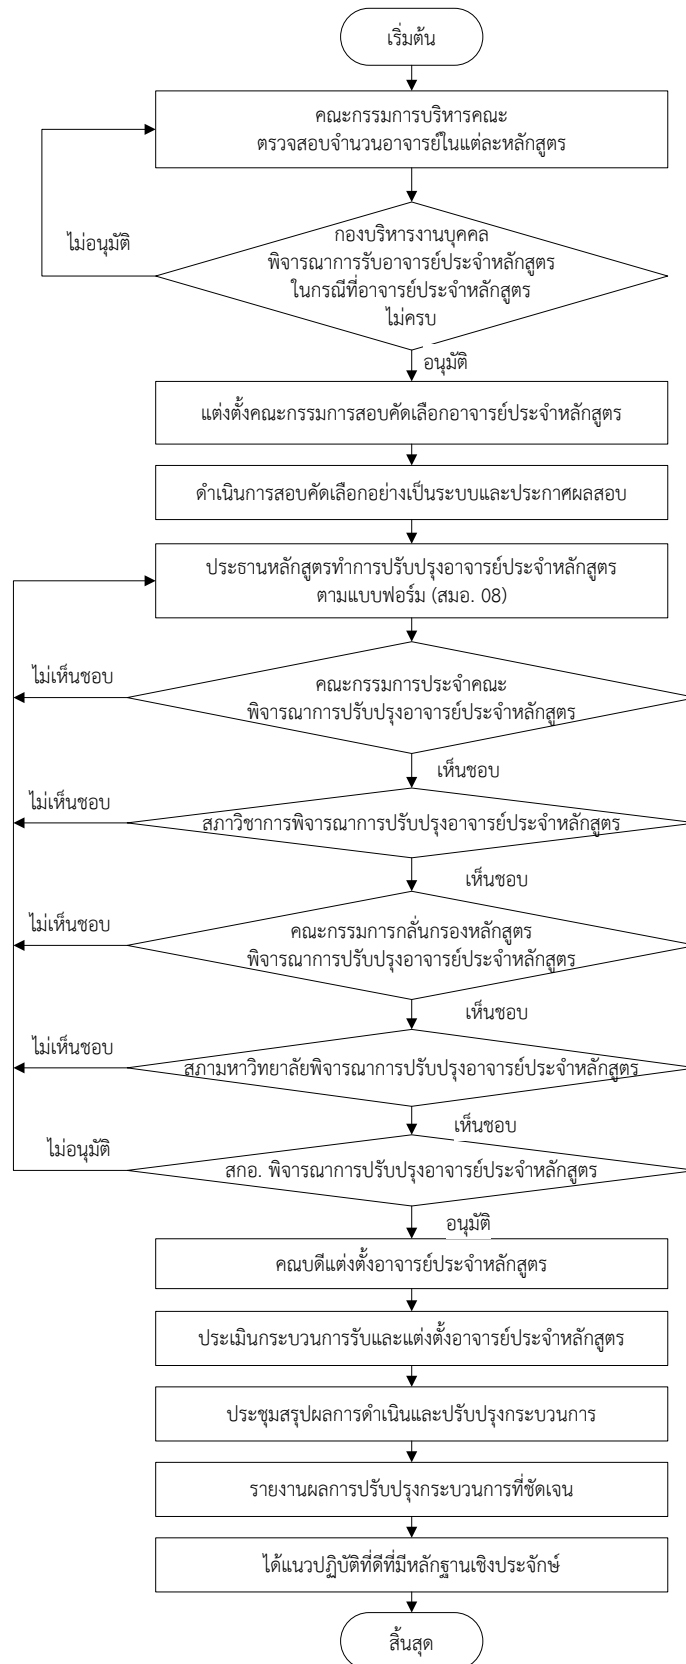 เริ่มต้น
คณะกรรมการบริหารคณะ
ตรวจสอบจำนวนอาจารย์ในแต่ละหลักสูตร
ไม่อนุมัติ
กองบริหารงานบุคคล
พิจารณาการรับอาจารย์ประจำหลักสูตร
ในกรณีที่อาจารย์ประจำหลักสูตร
ไม่ครบ
อนุมัติ
แต่งตั้งคณะกรรมการสอบคัดเลือกอาจารย์ประจำหลักสูตร
ดำเนินการสอบคัดเลือกอย่างเป็นระบบและประกาศผลสอบ
ประธานหลักสูตรทำการปรับปรุงอาจารย์ประจำหลักสูตร
ตามแบบฟอร์ม (สมอ. 08)
ไม่เห็นชอบ
คณะกรรมการประจำคณะ
พิจารณาการปรับปรุงอาจารย์ประจำหลักสูตร
เห็นชอบ
ไม่เห็นชอบ
สภาวิชาการพิจารณาการปรับปรุงอาจารย์ประจำหลักสูตร
เห็นชอบ
ไม่เห็นชอบ
คณะกรรมการกลั่นกรองหลักสูตร
พิจารณาการปรับปรุงอาจารย์ประจำหลักสูตร
เห็นชอบ
ไม่เห็นชอบ
สภามหาวิทยาลัยพิจารณาการปรับปรุงอาจารย์ประจำหลักสูตร
เห็นชอบ
ไม่อนุมัติ
สกอ. พิจารณาการปรับปรุงอาจารย์ประจำหลักสูตร
อนุมัติ
คณบดีแต่งตั้งอาจารย์ประจำหลักสูตร
ประเมินกระบวนการรับและแต่งตั้งอาจารย์ประจำหลักสูตร
ประชุมสรุปผลการดำเนินและปรับปรุงกระบวนการ
รายงานผลการปรับปรุงกระบวนการที่ชัดเจน
ได้แนวปฏิบัติที่ดีที่มีหลักฐานเชิงประจักษ์
สิ้นสุด